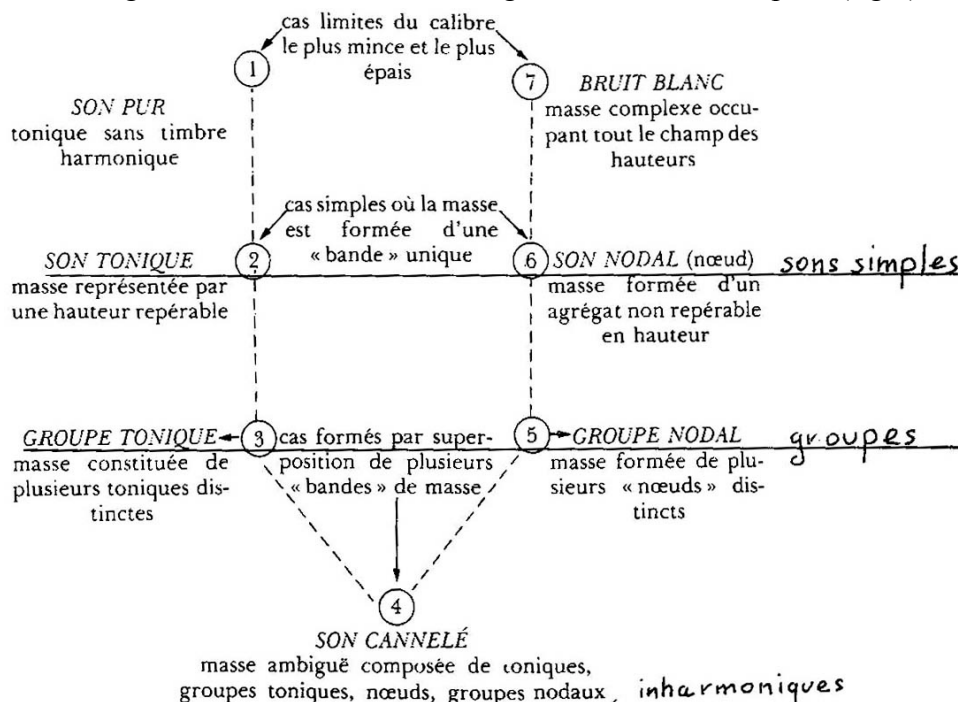 cas limites du calibre
le plus mince et le plus
épais
1
7
SON PUR
tonique sans timbre
harmonique
BRUIT BLANC
masse complexe occu-
pant tout le champ des
hauteurs
cas simples où la masse
est formée d'une
« bande » unique
2
6
SON TONIQUE
masse représentée par
une hauteur repérable
SON NODAL (nœud)
masse formée d'un
agrégat non repérable
en hauteur
sons simples
GROUPE TONIQUE
masse constituée de
plusieurs toniques dis-
tinctes
3
cas formés par super-
position de plusieurs
« bandes » de masse
5
GROUPE NODAL
masse formée de plu-
sieurs « nœuds » dis-
tincts
groupes
4
SON CANNELÉ
masse ambiguë composée de toniques,
groupes toniques, nœuds, groupes nodaux, inharmoniques